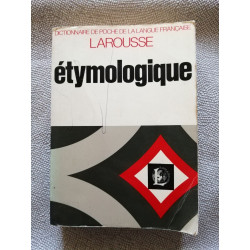 DICTIONNAIRE DE POCHE DE LA LANGUE FRANÇAISE
LAROUSSE
étymologique